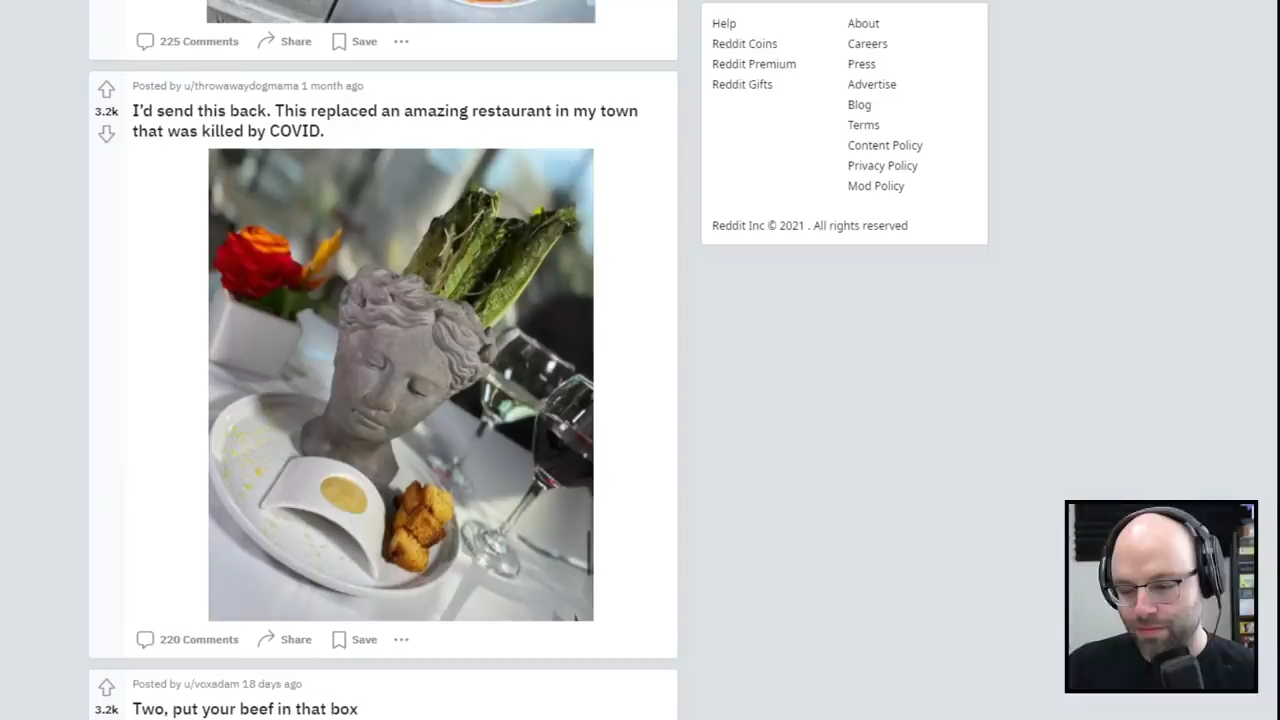 225 Comments Share Save
Posted by u/throwawaydogmama 1 month ago
3.2k
I'd send this back. This replaced an amazing restaurant in my town
that was killed by COVID.
220 Comments Share Save
Posted by u/voxadam 18 days ago
3.2k
Two, put your beef in that box
Help
Reddit Coins
Reddit Premium
Reddit Gifts
About
Careers
Press
Advertise
Blog
Terms
Content Policy
Privacy Policy
Mod Policy
Reddit Inc © 2021 . All rights reserved